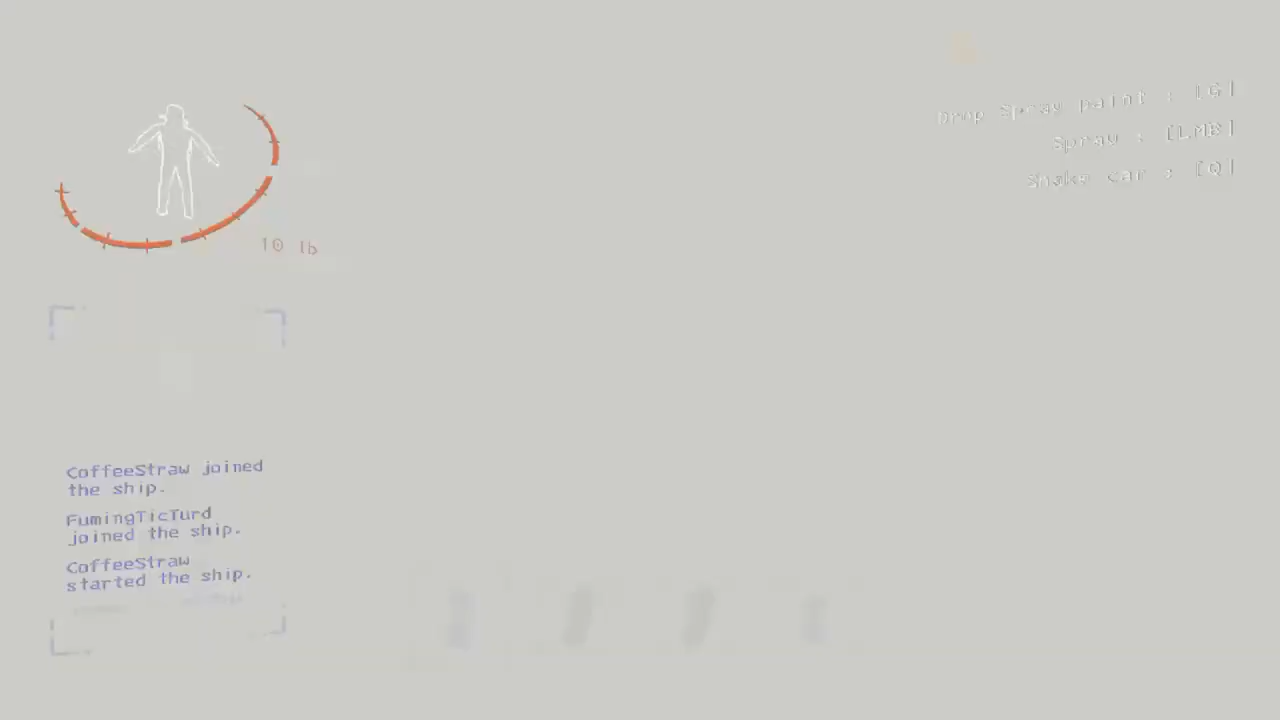 Drop Spray paint : [G]
Spray : [LMB]
Shake can : [Q]
10 lb
CoffeeStraw joined
the ship.
FumingTicTurd
joined the ship.
CoffeeStraw
started the ship.